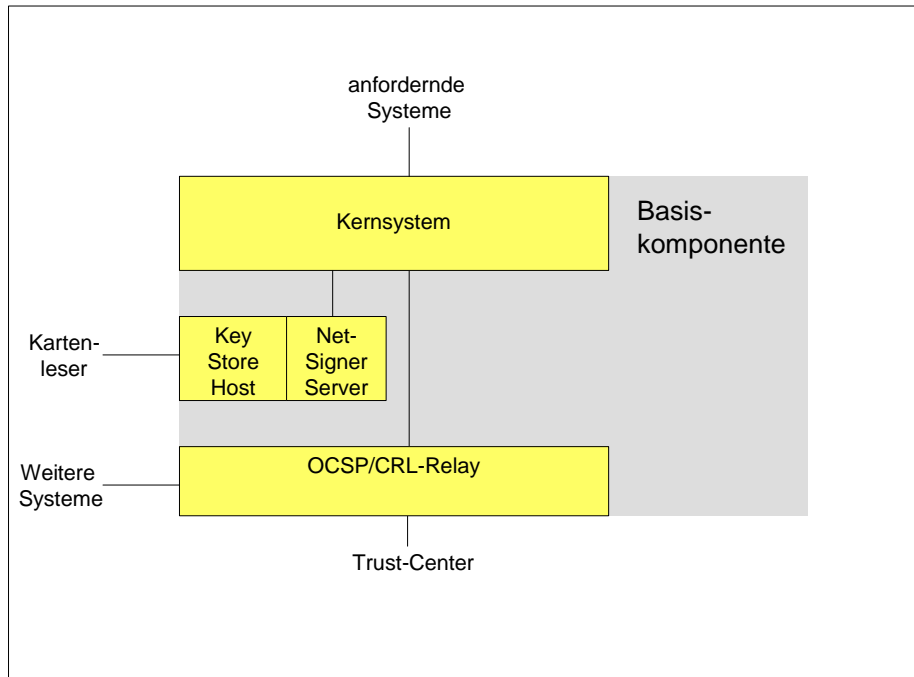 anfordernde
Systeme
Kernsystem
Basis-
komponente
Karten-
leser
Key
Store
Host
Net-
Signer
Server
Weitere
Systeme
OCSP/CRL-Relay
Trust-Center